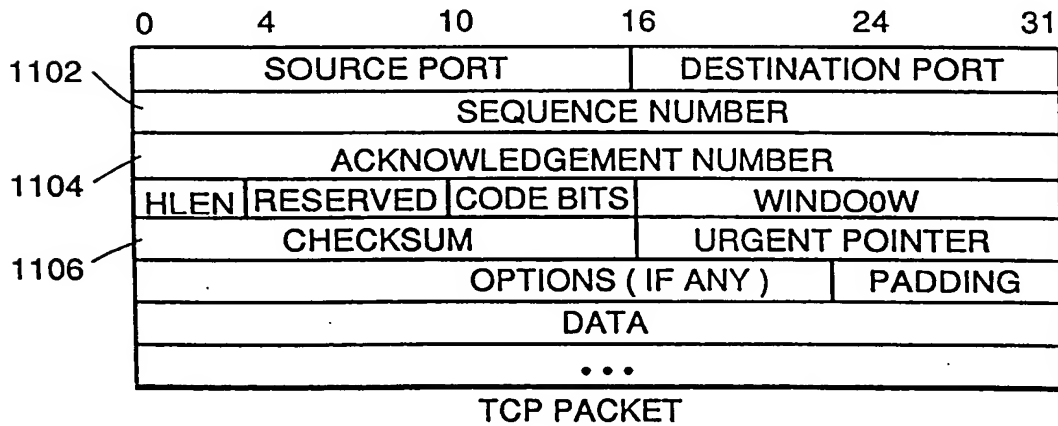 0 4 10 16 24 31
SOURCE PORT DESTINATION PORT
1102
SEQUENCE NUMBER
ACKNOWLEDGEMENT NUMBER
1104
HLEN RESERVED CODE BITS WINDO0W
CHECKSUM URGENT POINTER
1106
OPTIONS ( IF ANY ) PADDING
DATA
•••
TCP PACKET